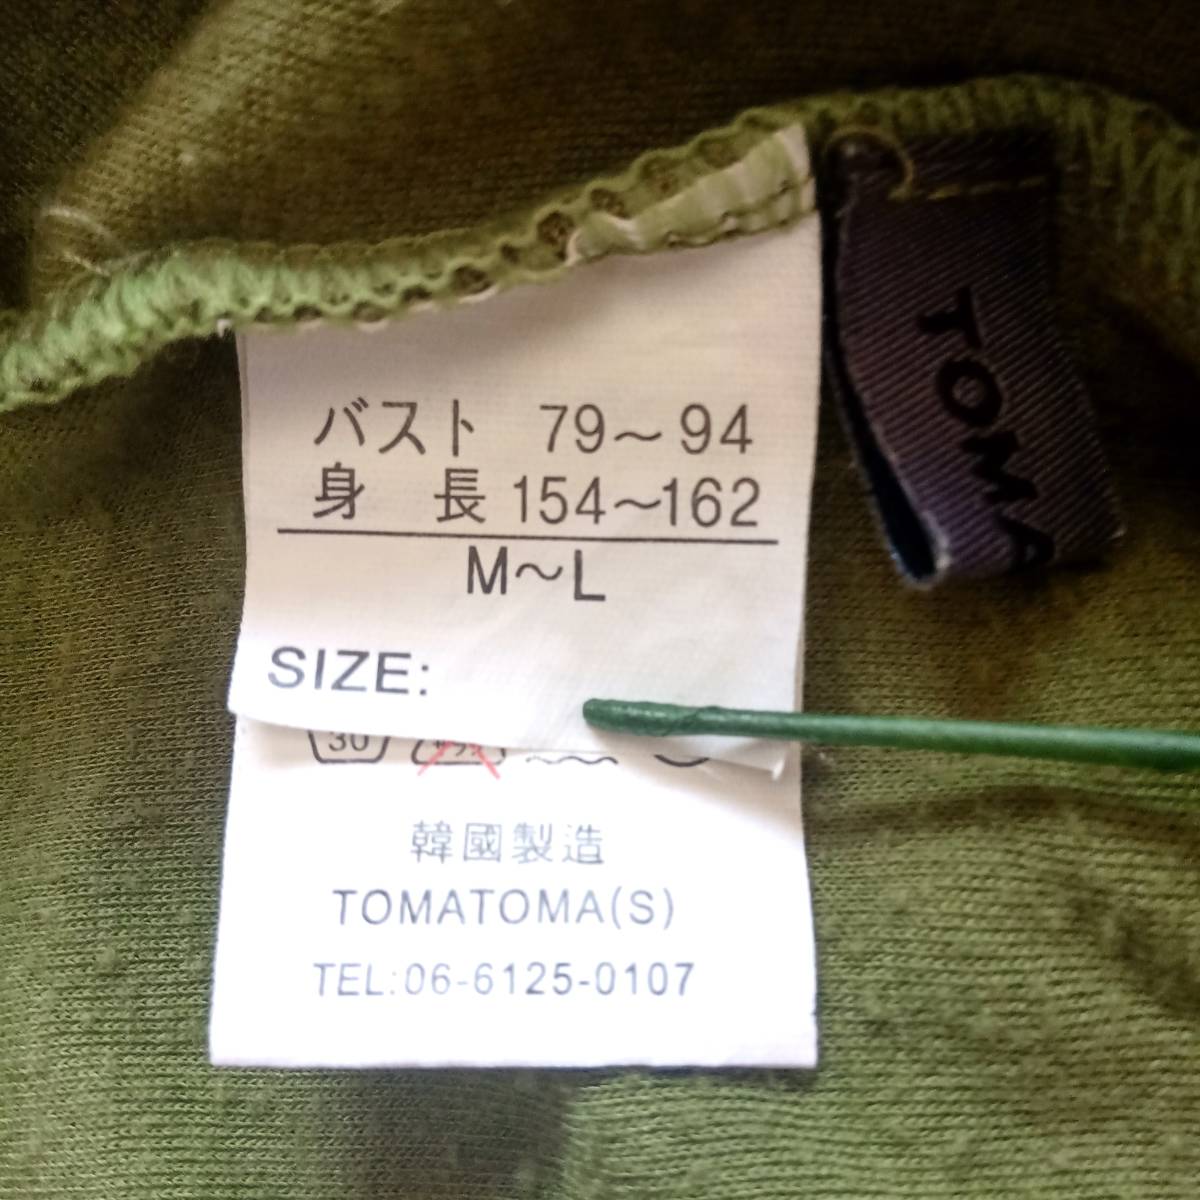 バスト 79～94
身 長 154～162
M～L
SIZE:
30
韓國製造
TOMATOMA(S)
TEL:06-6125-0107
TOMA